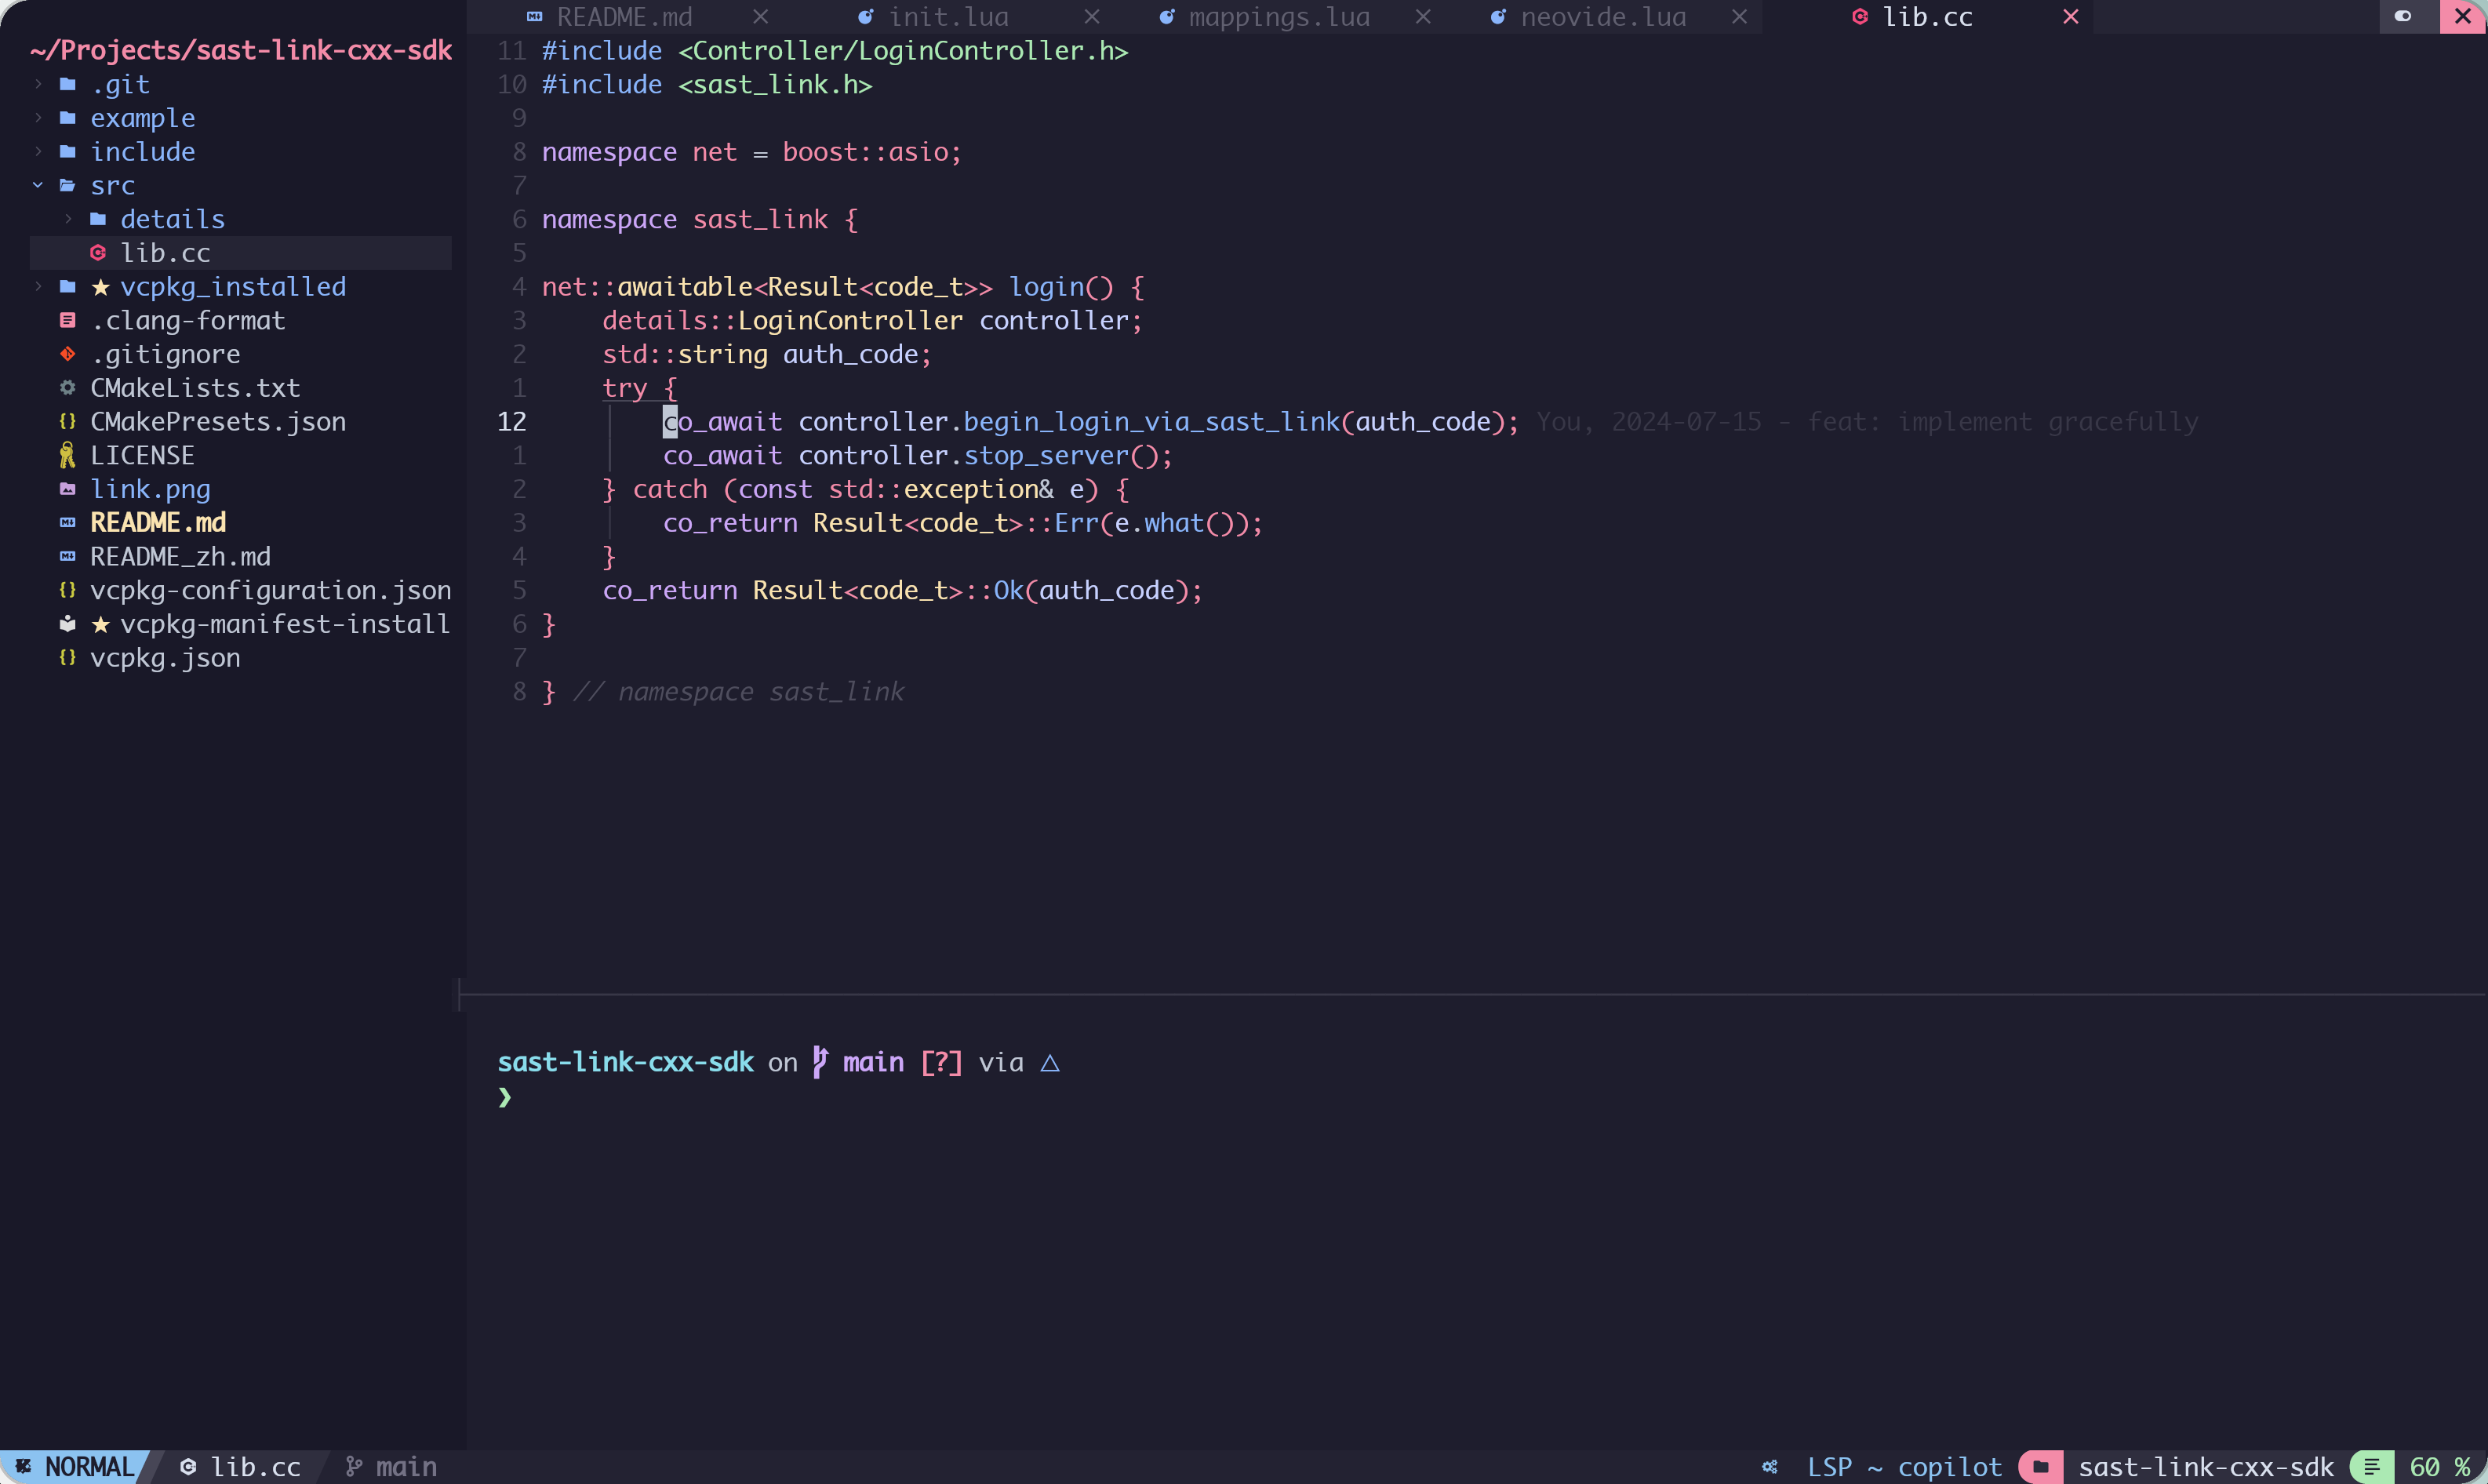 README.md init.lua mappings.lua neovide.lua lib.cc
~/Projects/sast-link-cxx-sdk
.git
example
include
src
details
lib.cc
★ vcpkg_installed
.clang-format
.gitignore
CMakeLists.txt
CMakePresets.json
LICENSE
link.png
README.md
README_zh.md
vcpkg-configuration.json
★ vcpkg-manifest-install
vcpkg.json
11 #include <Controller/LoginController.h>
10 #include <sast_link.h>
9
8 namespace net = boost::asio;
7
6 namespace sast_link {
5
4 net::awaitable<Result<code_t>> login() {
3     details::LoginController controller;
2     std::string auth_code;
1     try {
12         co_await controller.begin_login_via_sast_link(auth_code); You, 2024-07-15 - feat: implement gracefully
1         co_await controller.stop_server();
2     } catch (const std::exception& e) {
3         co_return Result<code_t>::Err(e.what());
4     }
5     co_return Result<code_t>::Ok(auth_code);
6 }
7
8 } // namespace sast_link
sast-link-cxx-sdk on main [?] via △
❯
NORMAL lib.cc main LSP ~ copilot sast-link-cxx-sdk 60 %